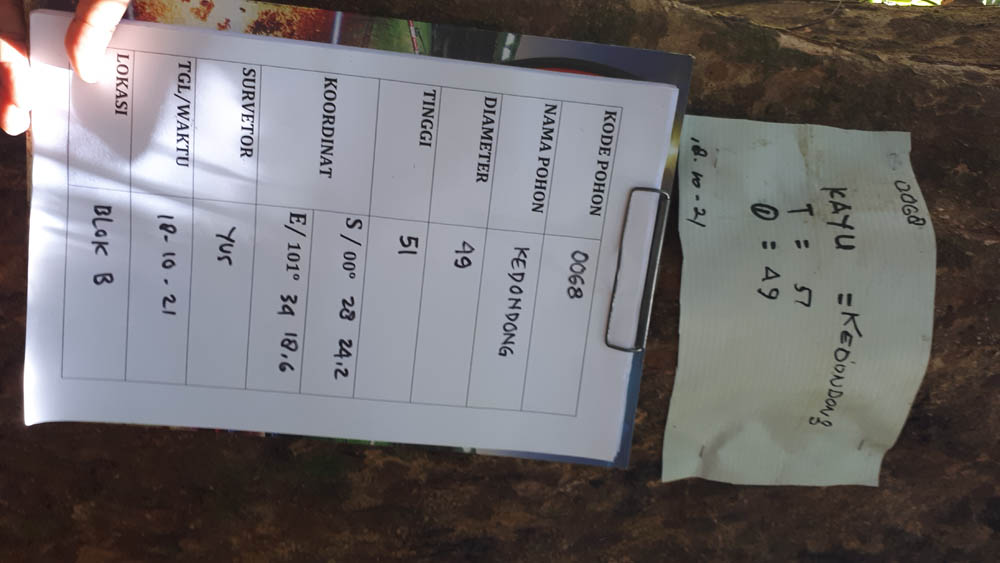 0068
KAYU = KEDONDONG
T = 51
Ⓓ = 49
18-10-21
KODE POHON 0068
NAMA POHON KEDONDONG
DIAMETER 49
TINGGI 51
KOORDINAT
S / 00° 28 24,2
E/ 101° 34 18,6
SURVETOR YUS
TGL/WAKTU 18-10-21
LOKASI BLOK B